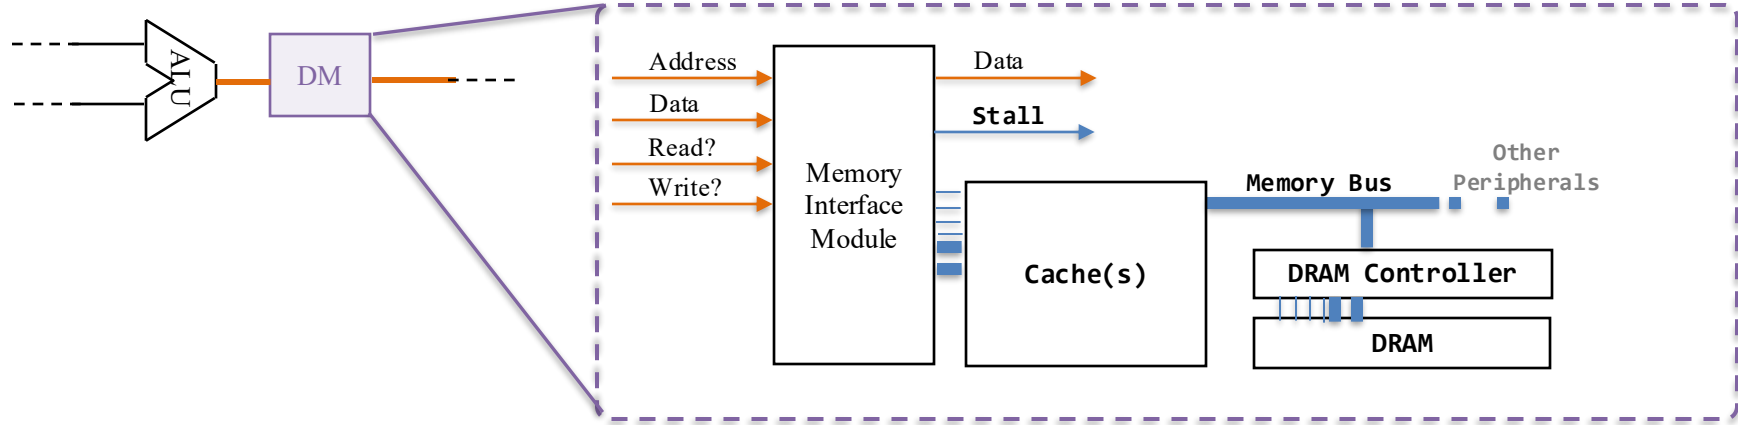 ALU
DM
Address
Data
Read?
Write?
Memory
Interface
Module
Data
Stall
Cache(s)
Memory Bus
Other
Peripherals
DRAM Controller
DRAM